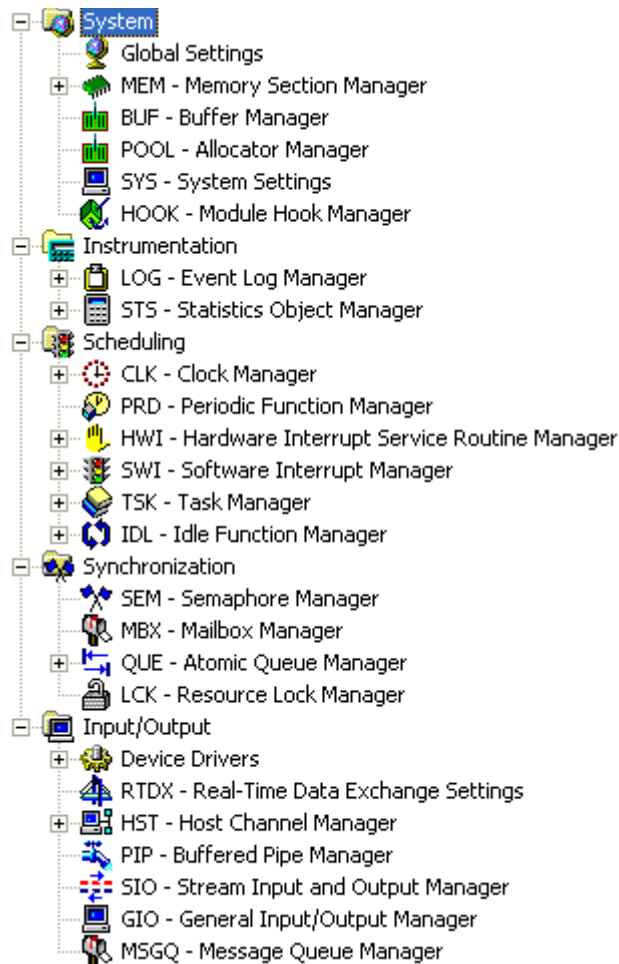 System
Global Settings
MEM - Memory Section Manager
BUF - Buffer Manager
POOL - Allocator Manager
SYS - System Settings
HOOK - Module Hook Manager
Instrumentation
LOG - Event Log Manager
STS - Statistics Object Manager
Scheduling
CLK - Clock Manager
PRD - Periodic Function Manager
HWI - Hardware Interrupt Service Routine Manager
SWI - Software Interrupt Manager
TSK - Task Manager
IDL - Idle Function Manager
Synchronization
SEM - Semaphore Manager
MBX - Mailbox Manager
QUE - Atomic Queue Manager
LCK - Resource Lock Manager
Input/Output
Device Drivers
RTDX - Real-Time Data Exchange Settings
HST - Host Channel Manager
PIP - Buffered Pipe Manager
SIO - Stream Input and Output Manager
GIO - General Input/Output Manager
MSGQ - Message Queue Manager